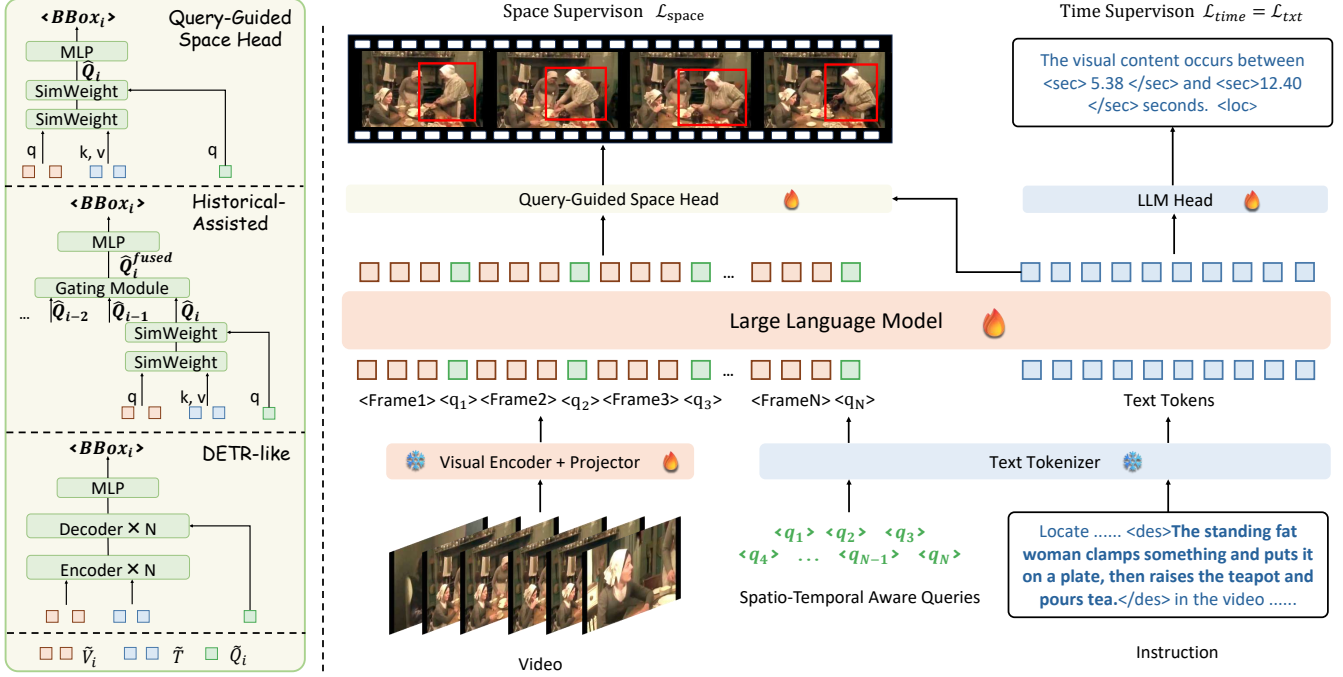 <BBox_i>
Query-Guided
Space Head
MLP
Q̂_i
SimWeight
SimWeight
q
k, v
q
<BBox_i>
Historical-
Assisted
MLP
Q̂_i^{fused}
Gating Module
...
Q̂_{i-2}
Q̂_{i-1}
Q̂_i
SimWeight
SimWeight
q
k, v
q
<BBox_i>
DETR-like
MLP
Decoder × N
Encoder × N
Ṽ_i
T̃
Q̃_i
Space Supervison ℒ_space
Time Supervision ℒ_time = ℒ_txt
The visual content occurs between
<sec> 5.38 </sec> and <sec>12.40
</sec> seconds. <loc>
Query-Guided Space Head
LLM Head
...
Large Language Model
...
<Frame1> <q_1> <Frame2> <q_2> <Frame3> <q_3> <FrameN> <q_N>
Text Tokens
Visual Encoder + Projector
Text Tokenizer
<q_1> <q_2> <q_3>
<q_4> ... <q_{N-1}> <q_N>
Spatio-Temporal Aware Queries
Locate ...... <des>The standing fat
woman clamps something and puts it
on a plate, then raises the teapot and
pours tea.</des> in the video ......
Video
Instruction